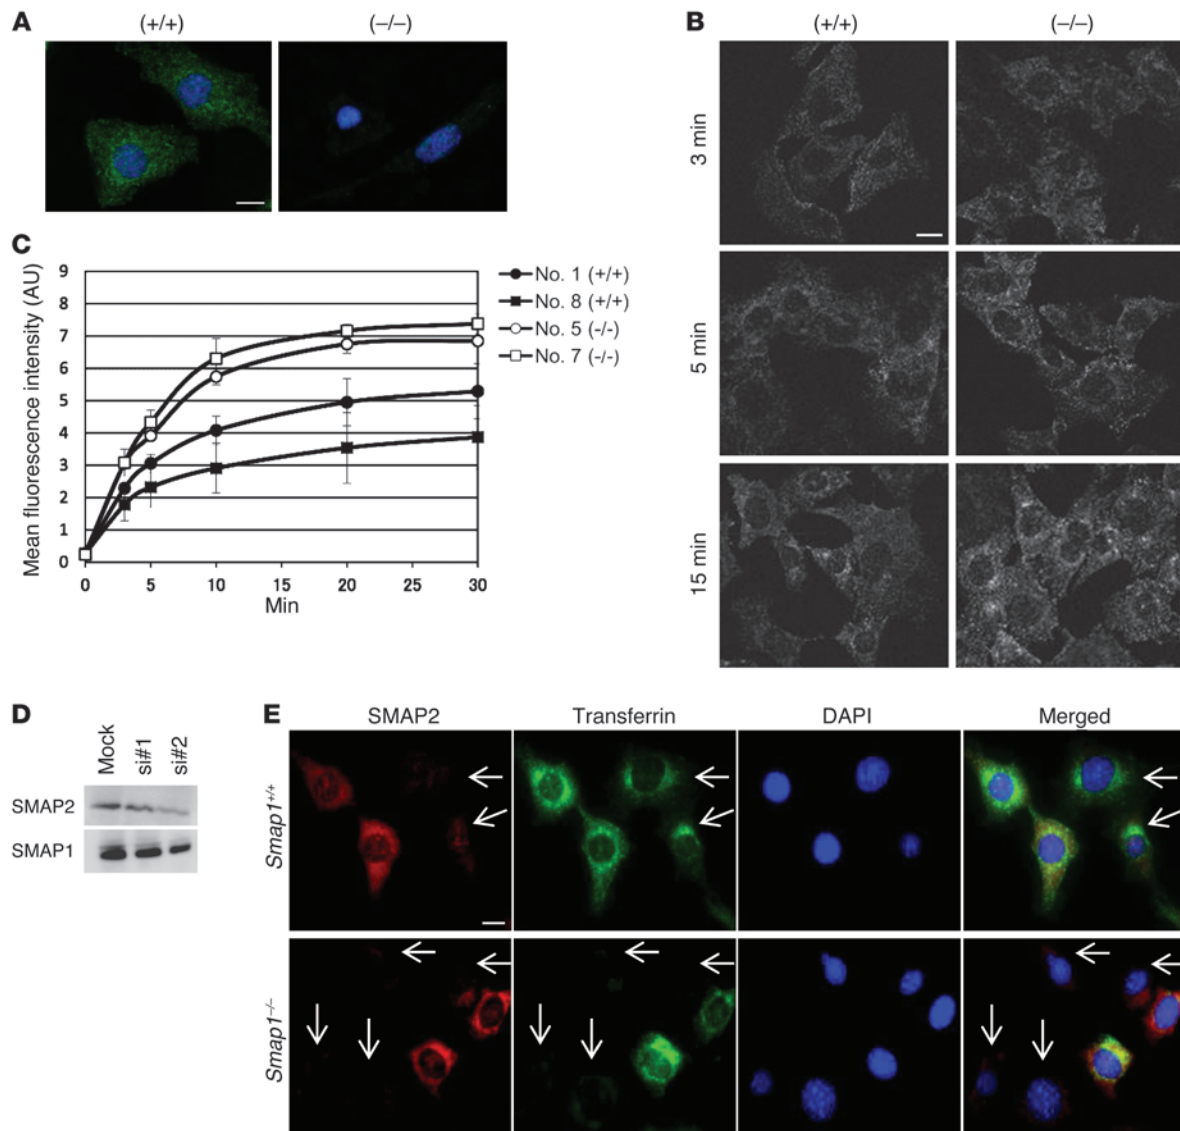 A
(+/+)
(−/−)
B
(+/+)
(−/−)
3 min
5 min
15 min
C
Mean fluorescence intensity (AU)
9
8
7
6
5
4
3
2
1
0
0 5 10 15 20 25 30
Min
No. 1 (+/+)
No. 8 (+/+)
No. 5 (-/-)
No. 7 (-/-)
D
Mock
si#1
si#2
SMAP2
SMAP1
E
SMAP2
Transferrin
DAPI
Merged
Smap1+/+
Smap1−/−